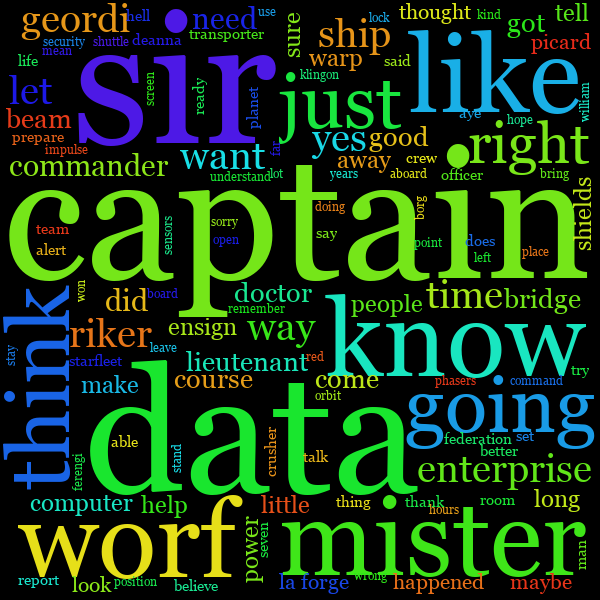 geordi
hell
need
use
lock
kind
thought
got
tell
security
shuttle
deanna
transporter
sure
ship
said
picard
mean
life
sir
like
warp
william
let
screen
ready
planet
klingon
just
aye
hope
beam
prepare
impulse
yes
good
want
away
crew
right
far
commander
understand
lot
years
aboard
officer
bring
captain
doing
borg
shields
team
sensors
sorry
say
alert
open
point
does
left
place
won
board
doctor
did
remember
people
time
bridge
think
riker
ensign
way
know
stay
starfleet
leave
lieutenant
red
try
make
course
come
phasers
command
orbit
data
going
able
stand
crusher
talk
federation
set
better
ferengi
enterprise
computer
help
little
thing
thank
room
long
hours
worf
power
seven
mister
man
report
look
position
believe
la forge
wrong
happened
maybe